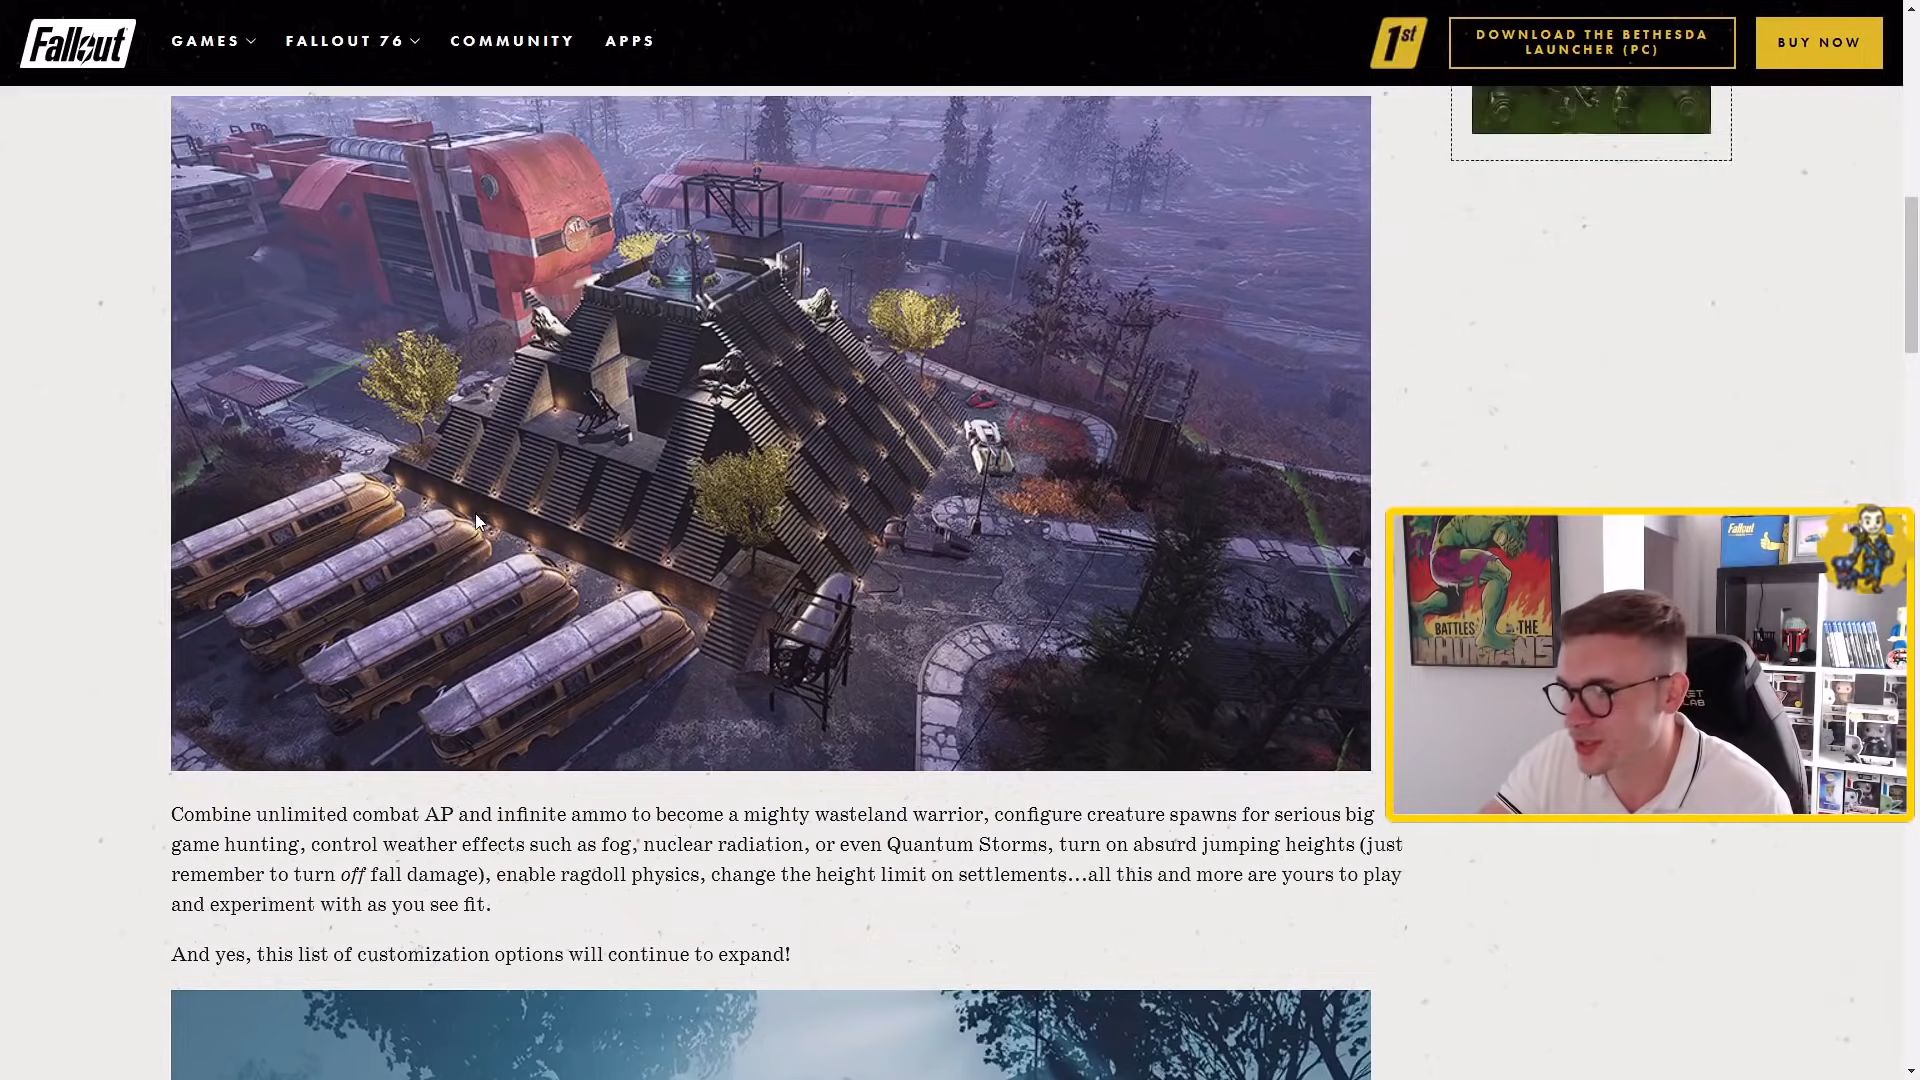 Fallout
GAMES
FALLOUT 76
COMMUNITY
APPS
1st
DOWNLOAD THE BETHESDA
LAUNCHER (PC)
BUY NOW
Fallout
BATTLES THE
INHUMANS
Combine unlimited combat AP and infinite ammo to become a mighty wasteland warrior, configure creature spawns for serious big
game hunting, control weather effects such as fog, nuclear radiation, or even Quantum Storms, turn on absurd jumping heights (just
remember to turn off fall damage), enable ragdoll physics, change the height limit on settlements...all this and more are yours to play
and experiment with as you see fit.
And yes, this list of customization options will continue to expand!